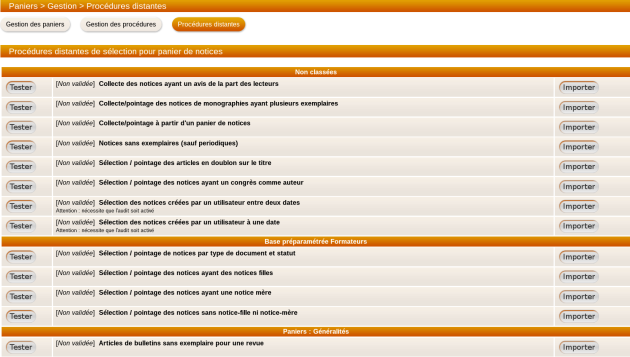 Paniers > Gestion > Procédures distantes
Gestion des paniers Gestion des procédures Procédures distantes
Procédures distantes de sélection pour panier de notices
Non classées
Tester [Non validée] Collecte des notices ayant un avis de la part des lecteurs Importer
Tester [Non validée] Collecte/pointage des notices de monographies ayant plusieurs exemplaires Importer
Tester [Non validée] Collecte/pointage à partir d'un panier de notices Importer
Tester [Non validée] Notices sans exemplaires (sauf periodiques) Importer
Tester [Non validée] Sélection / pointage des articles en doublon sur le titre Importer
Tester [Non validée] Sélection / pointage des notices ayant un congrés comme auteur Importer
Tester [Non validée] Sélection des notices créées par un utilisateur entre deux dates Importer
Attention : nécessite que l'audit soit activé
Tester [Non validée] Sélection des notices créées par un utilisateur à une date Importer
Attention : nécessite que l'audit soit activé
Base préparamétrée Formateurs
Tester [Non validée] Sélection / pointage de notices par type de document et statut Importer
Tester [Non validée] Sélection / pointage des notices ayant des notices filles Importer
Tester [Non validée] Sélection / pointage des notices ayant une notice mére Importer
Tester [Non validée] Sélection / pointage des notices sans notice-fille ni notice-mére Importer
Paniers : Généralités
Tester [Non validée] Articles de bulletins sans exemplaire pour une revue Importer